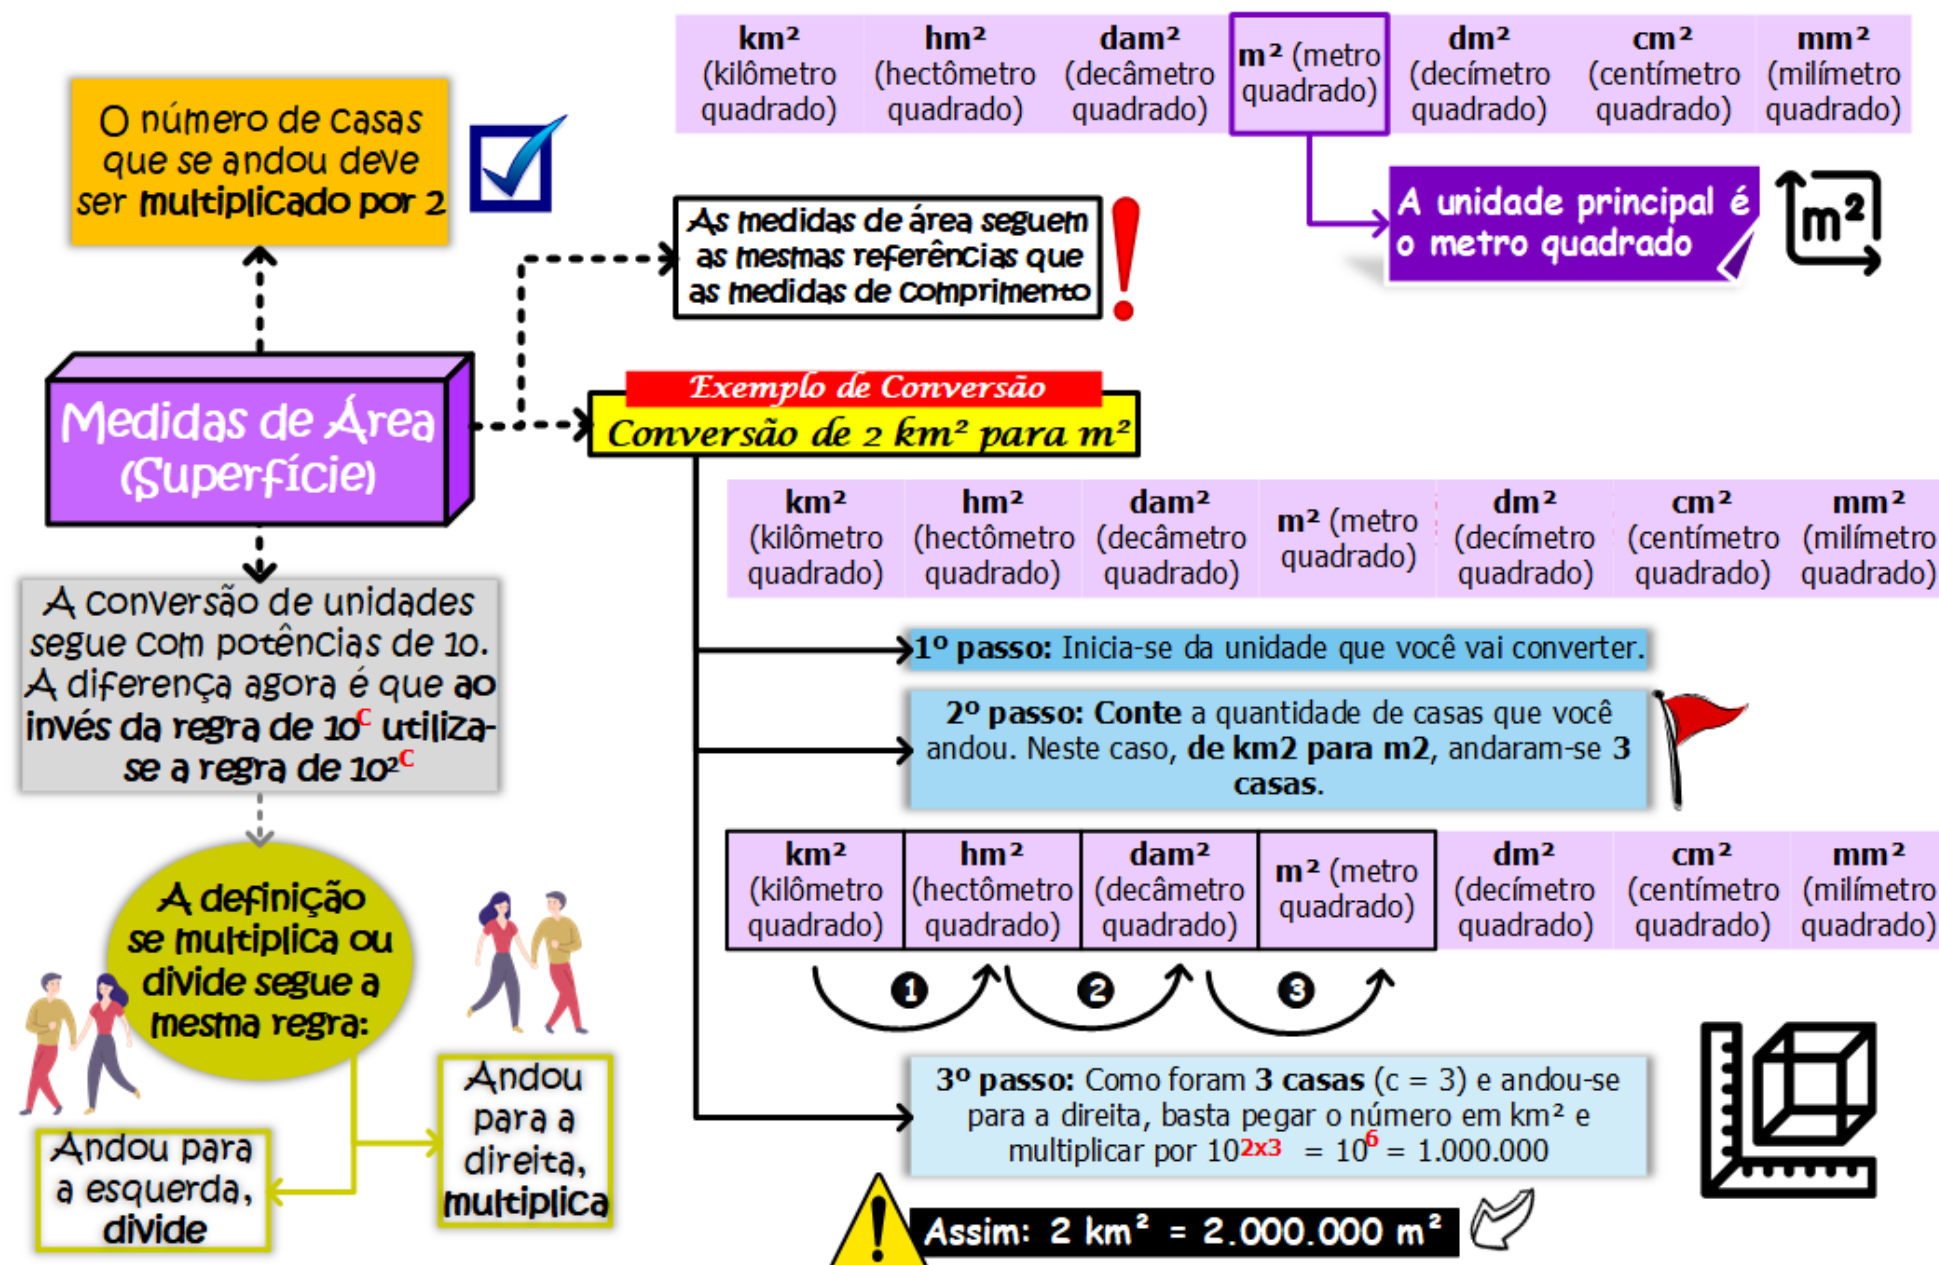 km²
(kilômetro
quadrado)
hm²
(hectômetro
quadrado)
dam²
(decâmetro
quadrado)
m² (metro
quadrado)
dm²
(decímetro
quadrado)
cm²
(centímetro
quadrado)
mm²
(milímetro
quadrado)
A unidade principal é
o metro quadrado
m²
O número de casas
que se andou deve
ser multiplicado por 2
As medidas de área seguem
as mesmas referências que
as medidas de comprimento
Medidas de Área
(Superfície)
Exemplo de Conversão
Conversão de 2 km² para m²
km²
(kilômetro
quadrado)
hm²
(hectômetro
quadrado)
dam²
(decâmetro
quadrado)
m² (metro
quadrado)
dm²
(decímetro
quadrado)
cm²
(centímetro
quadrado)
mm²
(milímetro
quadrado)
1º passo: Inicia-se da unidade que você vai converter.
2º passo: Conte a quantidade de casas que você
andou. Neste caso, de km2 para m2, andaram-se 3
casas.
km²
(kilômetro
quadrado)
hm²
(hectômetro
quadrado)
dam²
(decâmetro
quadrado)
m² (metro
quadrado)
dm²
(decímetro
quadrado)
cm²
(centímetro
quadrado)
mm²
(milímetro
quadrado)
1
2
3
3º passo: Como foram 3 casas (c = 3) e andou-se
para a direita, basta pegar o número em km² e
multiplicar por 10²ˣ³ = 10⁶ = 1.000.000
Assim: 2 km² = 2.000.000 m²
A conversão de unidades
segue com potências de 10.
A diferença agora é que ao
invés da regra de 10ᶜ utiliza-
se a regra de 10²ᶜ
A definição
se multiplica ou
divide segue a
mesma regra:
Andou
para a
direita,
multiplica
Andou para
a esquerda,
divide